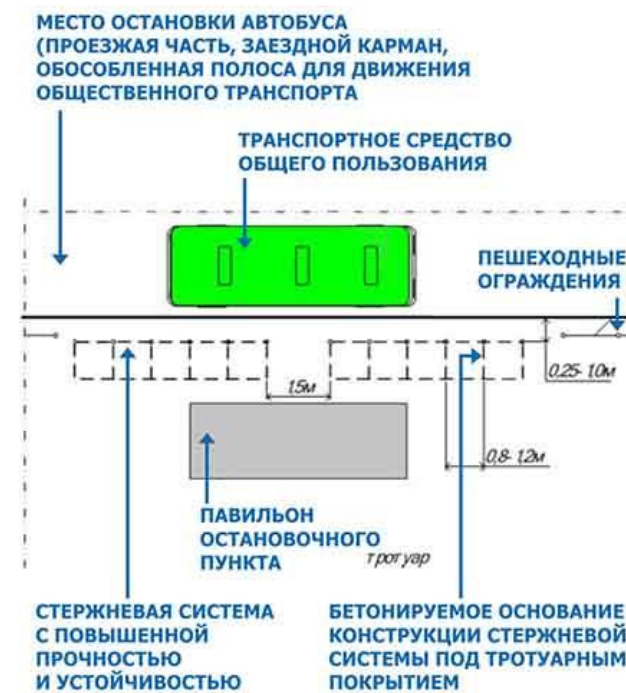 МЕСТО ОСТАНОВКИ АВТОБУСА
(ПРОЕЗЖАЯ ЧАСТЬ, ЗАЕЗДНОЙ КАРМАН,
ОБОСОБЛЕННАЯ ПОЛОСА ДЛЯ ДВИЖЕНИЯ
ОБЩЕСТВЕННОГО ТРАНСПОРТА
ТРАНСПОРТНОЕ СРЕДСТВО
ОБЩЕГО ПОЛЬЗОВАНИЯ
ПЕШЕХОДНЫЕ
ОГРАЖДЕНИЯ
0,25- 1,0м
1,5м
0,8- 1,2м
ПАВИЛЬОН
ОСТАНОВОЧНОГО
ПУНКТА
тротуар
СТЕРЖНЕВАЯ СИСТЕМА
С ПОВЫШЕННОЙ
ПРОЧНОСТЬЮ
И УСТОЙЧИВОСТЬЮ
БЕТОНИРУЕМОЕ ОСНОВАНИЕ
КОНСТРУКЦИИ СТЕРЖНЕВОЙ
СИСТЕМЫ ПОД ТРОТУАРНЫМ
ПОКРЫТИЕМ